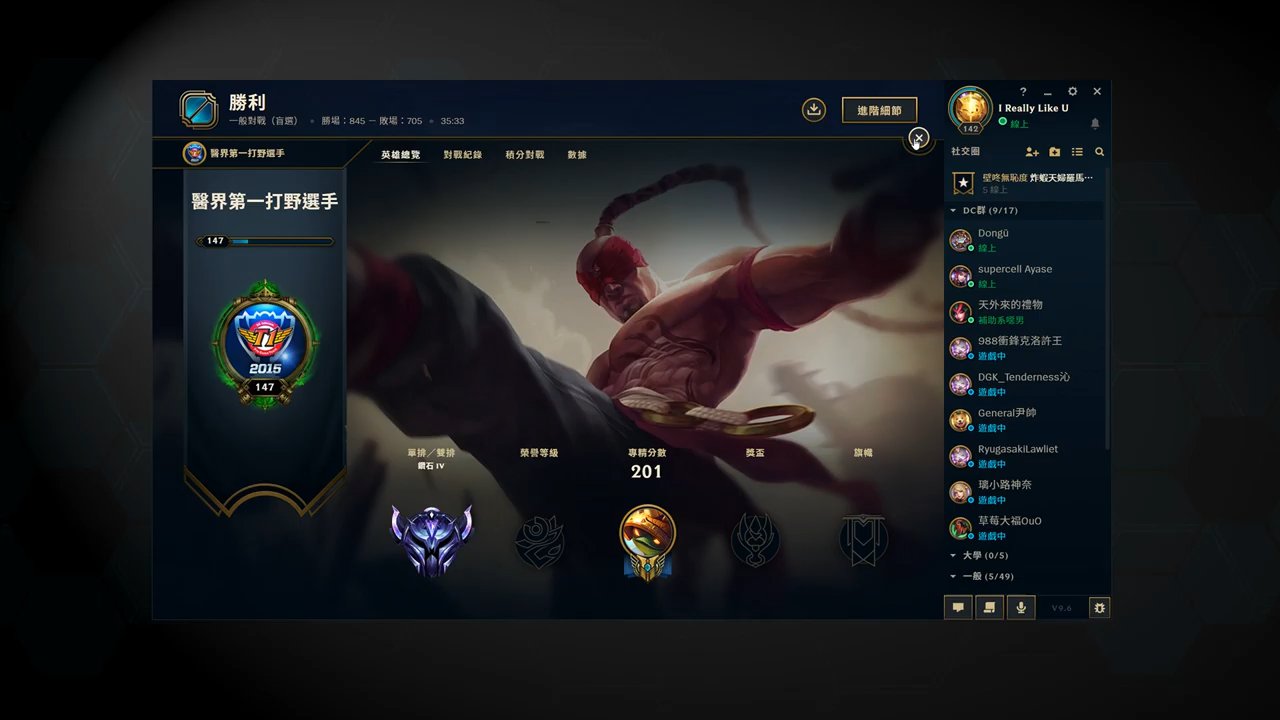 勝利
一般對戰（盲選） 勝場：845 － 敗場：705 35:33
進階細節
醫界第一打野選手
英雄總覽 對戰紀錄 積分對戰 數據
醫界第一打野選手
147
2015
147
單排／雙排 榮譽等級 專精分數 獎盃 旗幟
鑽石 IV
201
?
I Really Like U
線上
142
社交圈
壁咚無恥度 炸蝦天婦羅馬…
5 線上
DC群 (9/17)
Dongü
線上
supercell Ayase
線上
天外來的禮物
補助系噁男
988衝鋒克洛許王
遊戲中
DGK_Tenderness沁
遊戲中
General尹帥
遊戲中
RyugasakiLawliet
遊戲中
璃小路神奈
遊戲中
草莓大福OuO
遊戲中
大學 (0/5)
一般 (5/49)
V9.6